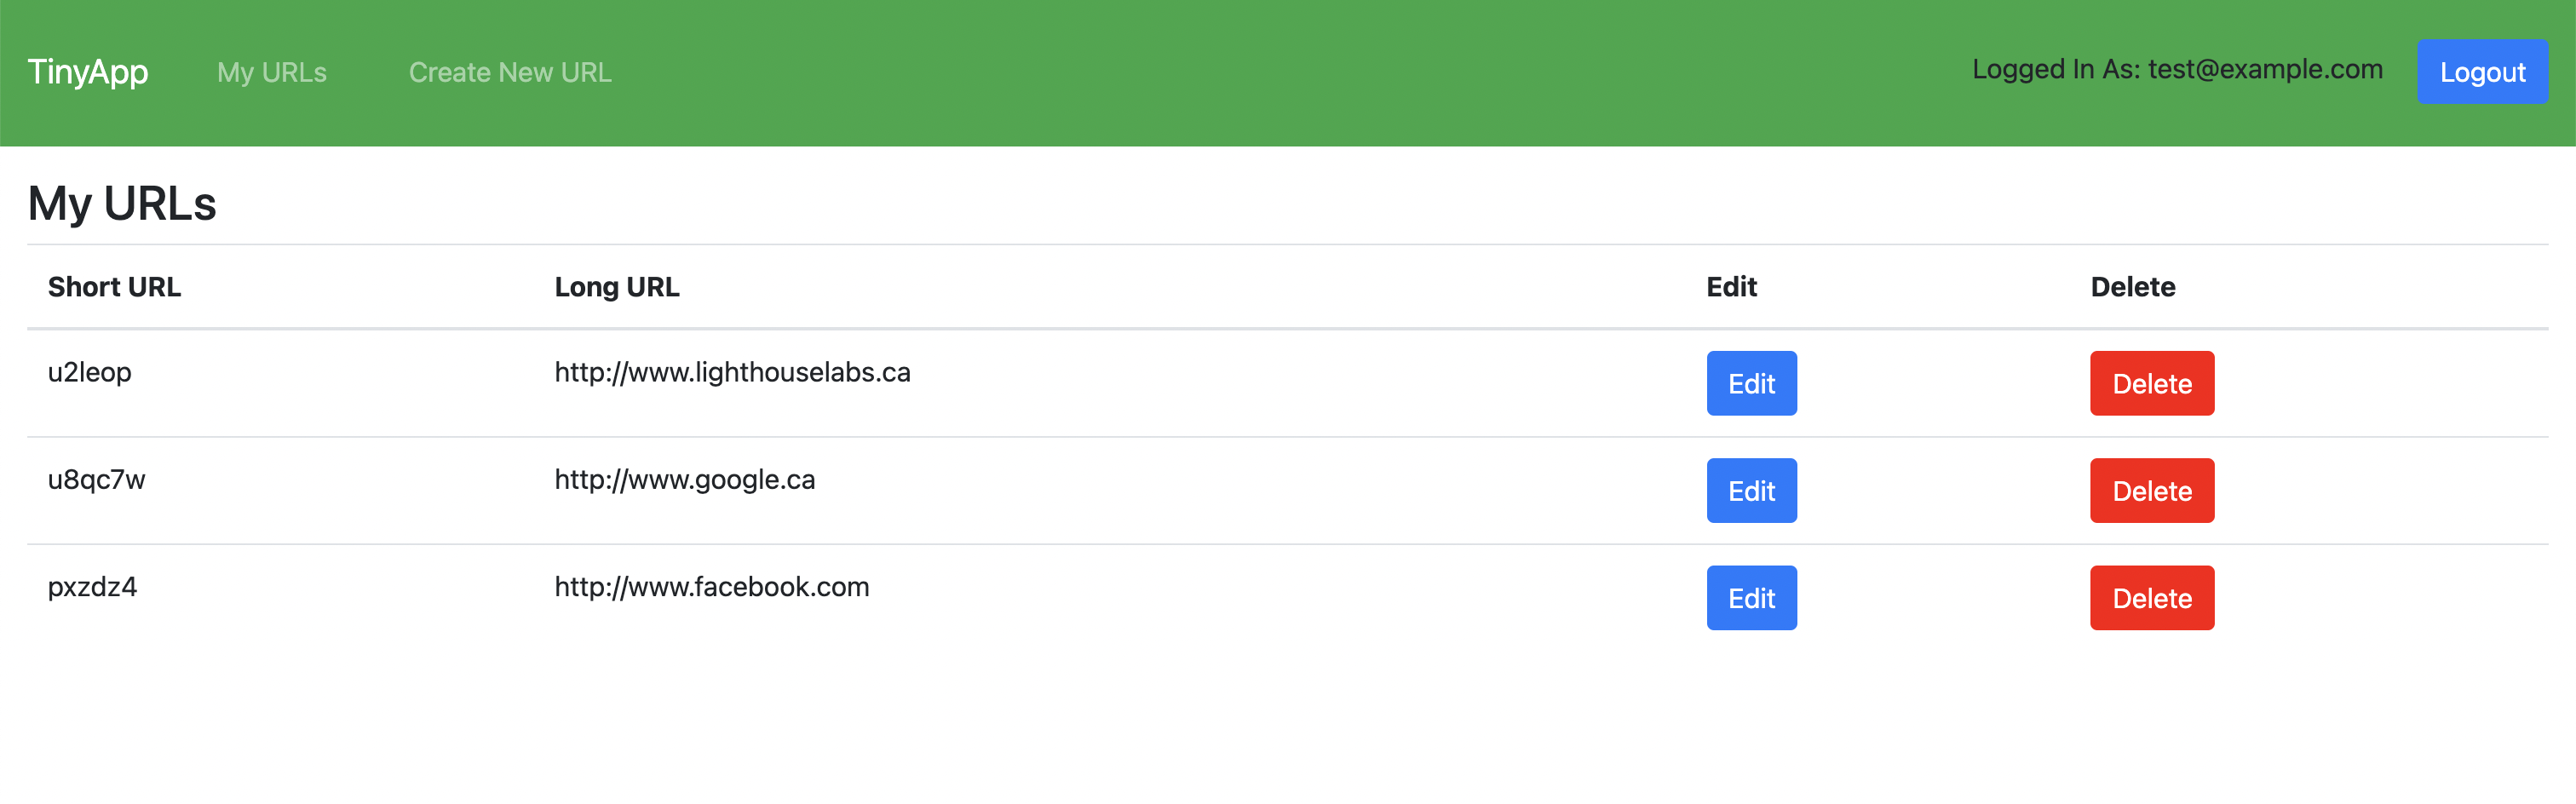 TinyApp My URLs Create New URL Logged In As: test@example.com Logout
My URLs
Short URL Long URL Edit Delete
u2leop http://www.lighthouselabs.ca Edit Delete
u8qc7w http://www.google.ca Edit Delete
pxzdz4 http://www.facebook.com Edit Delete